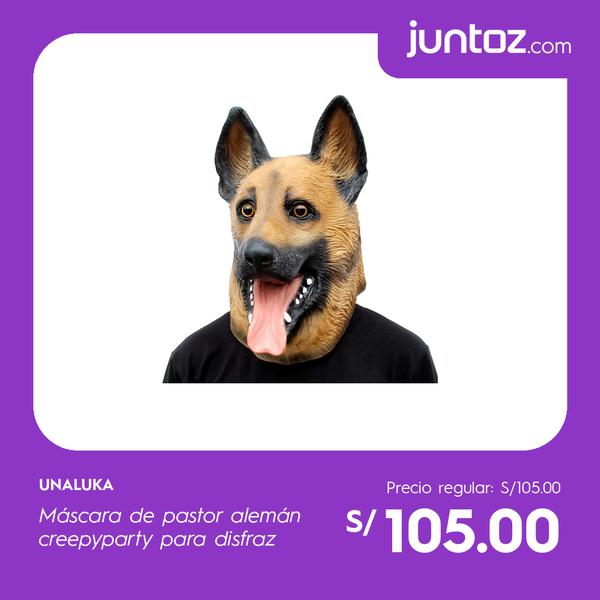 juntoz.com
UNALUKA
Máscara de pastor alemán
creepyparty para disfraz
Precio regular: S/105.00
S/105.00